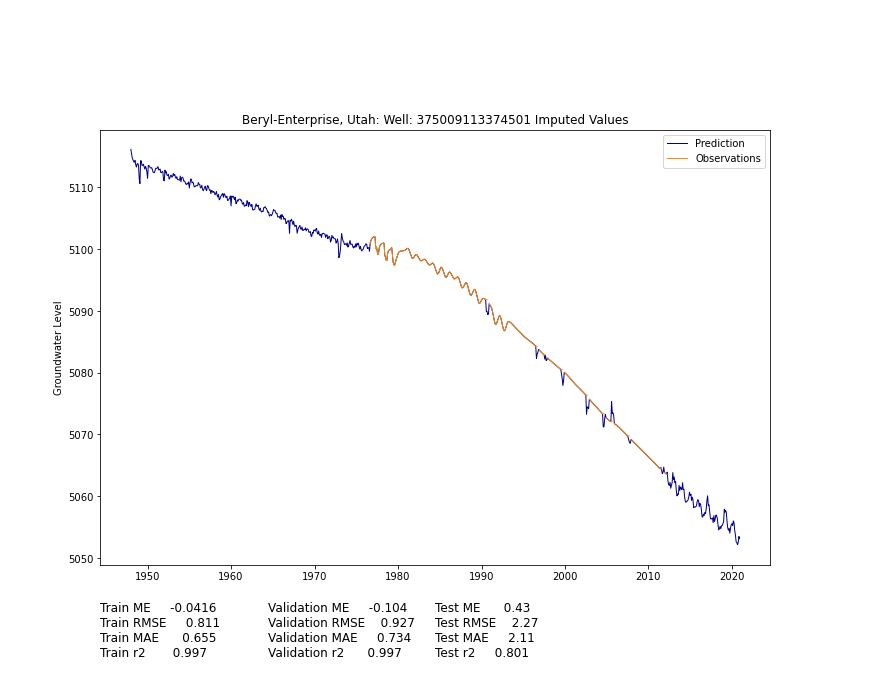 Beryl-Enterprise, Utah: Well: 375009113374501 Imputed Values
Prediction
Observations
Groundwater Level
5110
5100
5090
5080
5070
5060
5050
1950 1960 1970 1980 1990 2000 2010 2020
Train ME -0.0416 Validation ME -0.104 Test ME 0.43
Train RMSE 0.811 Validation RMSE 0.927 Test RMSE 2.27
Train MAE 0.655 Validation MAE 0.734 Test MAE 2.11
Train r2 0.997 Validation r2 0.997 Test r2 0.801